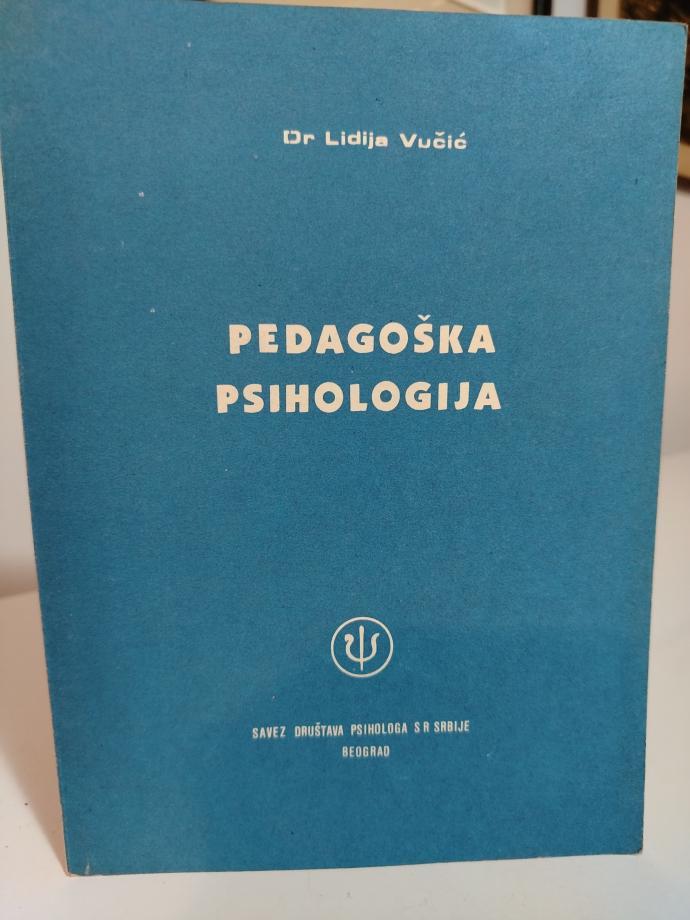 Dr Lidija Vučić
PEDAGOŠKA
PSIHOLOGIJA
SAVEZ DRUŠTAVA PSIHOLOGA S R SRBIJE
BEOGRAD